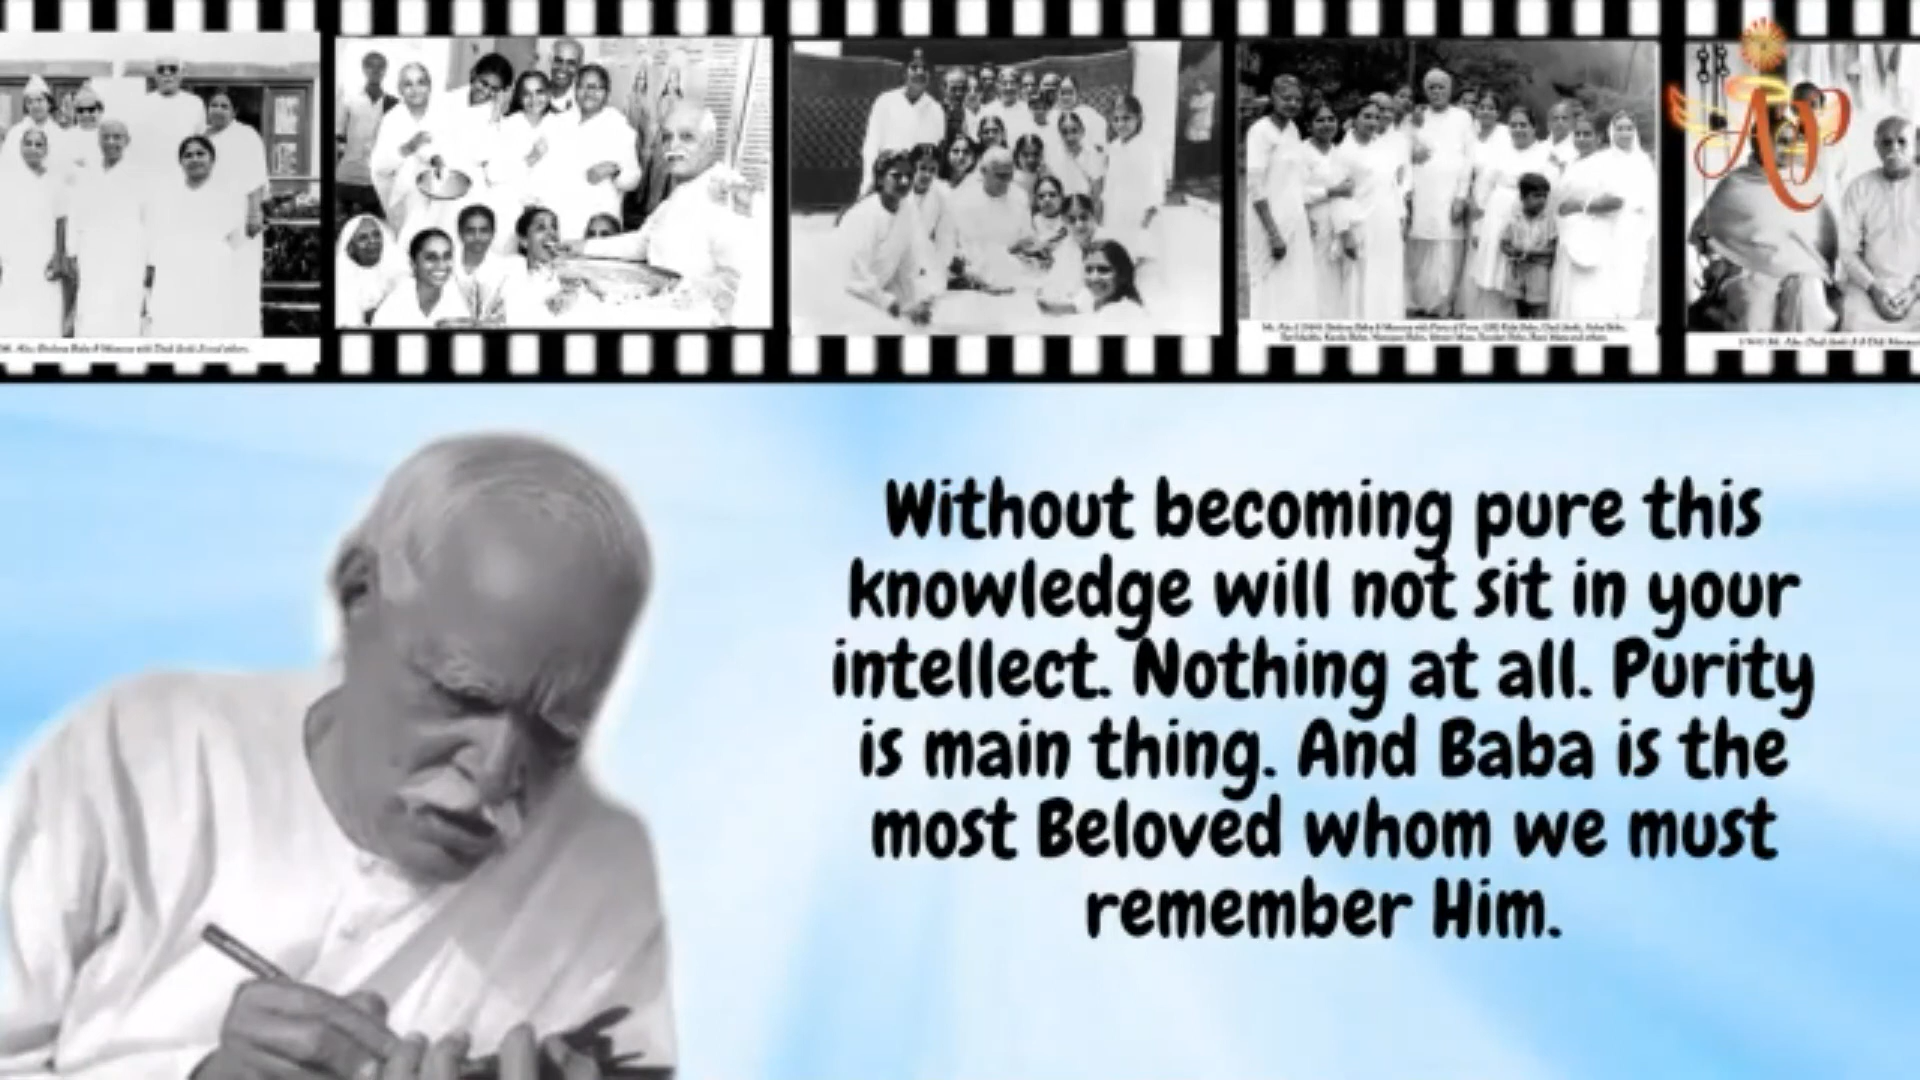 Without becoming pure this
knowledge will not sit in your
intellect. Nothing at all. Purity
is main thing. And Baba is the
most Beloved whom we must
remember Him.